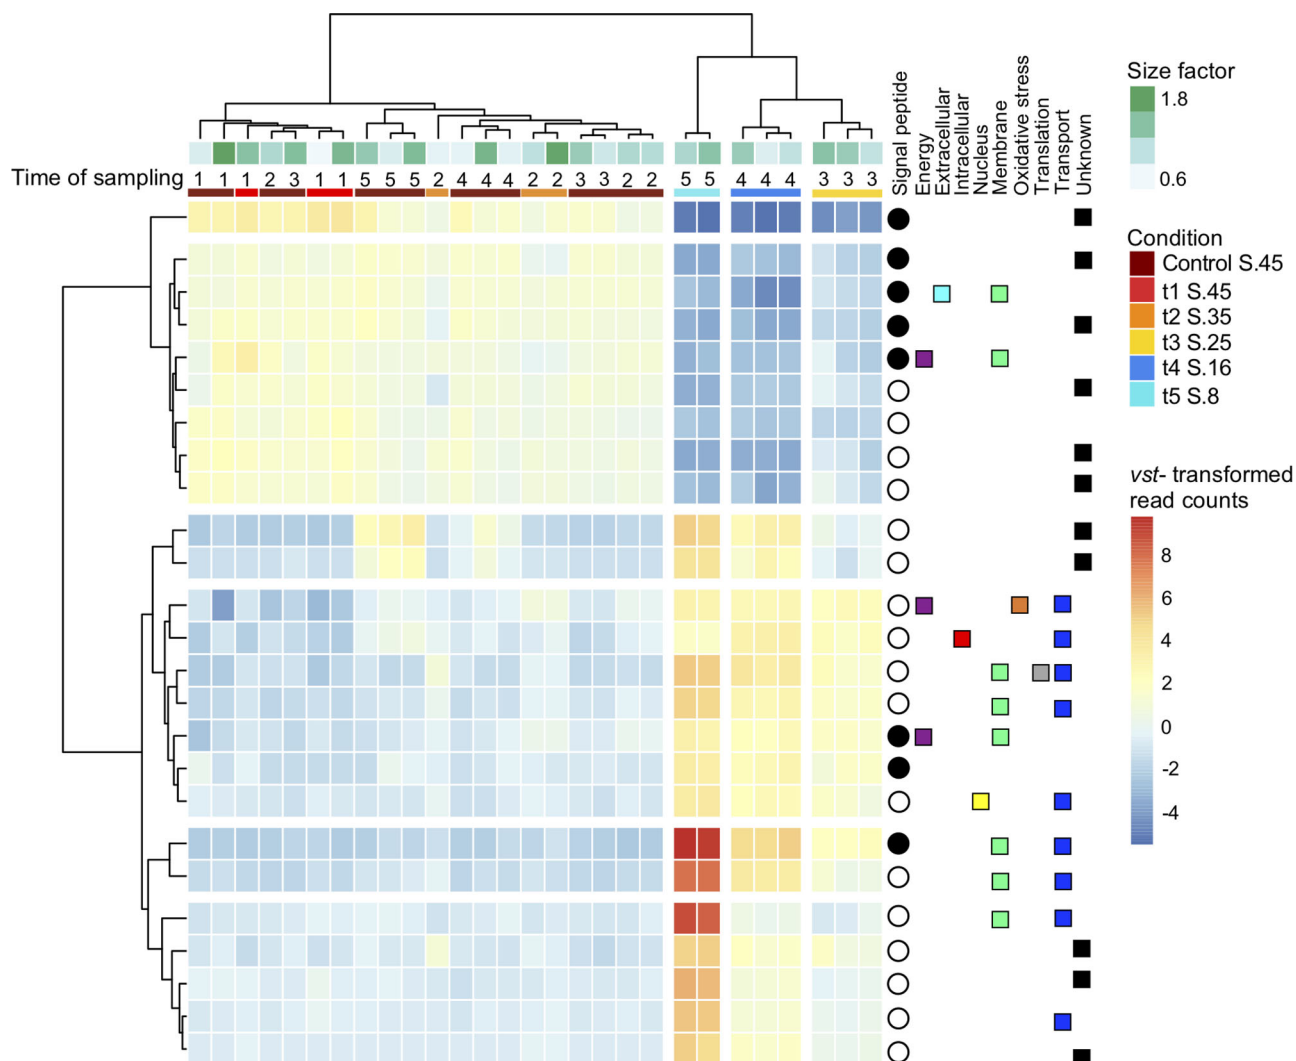 Signal peptide
Energy
Extracellular
Intracellular
Nucleus
Membrane
Oxidative stress
Translation
Transport
Unknown
Time of sampling
1 1 1 2 3 1 1 5 5 5 2 4 4 4 2 2 3 3 2 2 5 5 4 4 4 3 3 3
Size factor
1.8
0.6
Condition
Control S.45
t1 S.45
t2 S.35
t3 S.25
t4 S.16
t5 S.8
vst- transformed
read counts
8
6
4
2
0
-2
-4